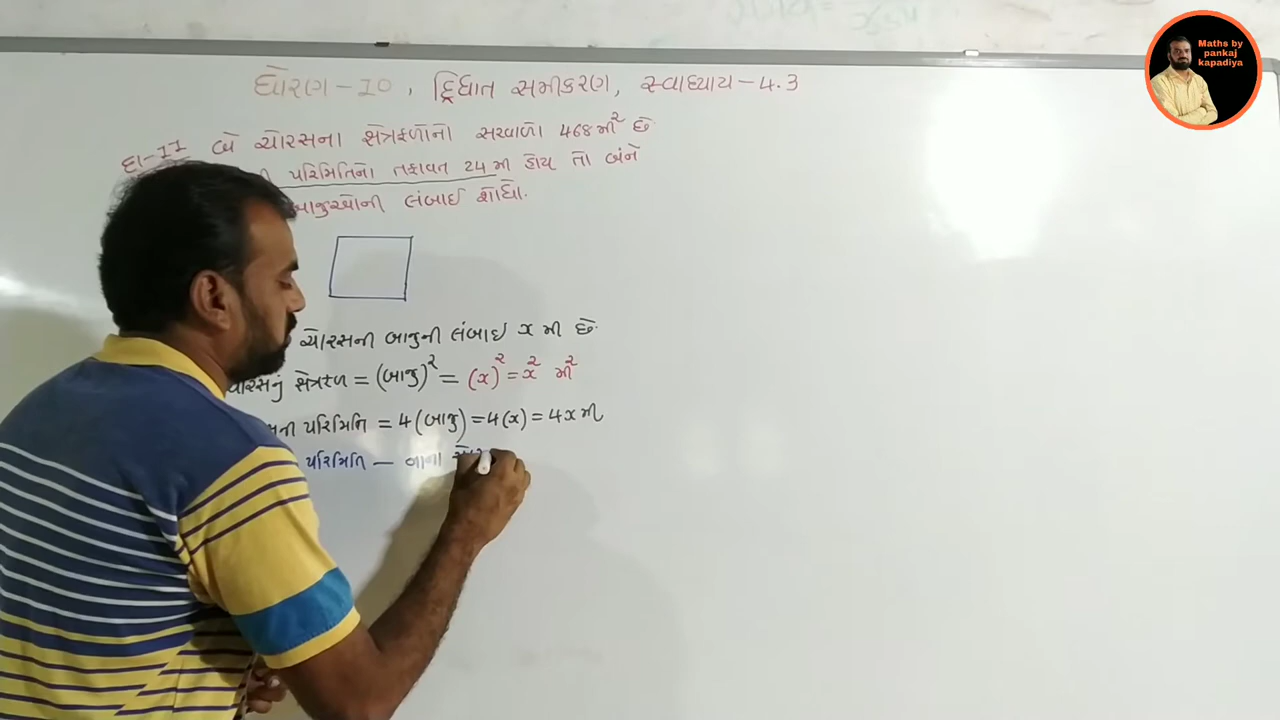 ધોરણ - 10 , દ્વિઘાત સમીકરણ, સ્વાધ્યાય - 4.3
દા-11 બે ચોરસના ક્ષેત્રફળોનો સરવાળો 468 મી² છે
પરિમિતિનો તફાવત 24 મી હોય તો બંને
બાજુઓની લંબાઈ શોધો.
ચોરસની બાજુની લંબાઈ x મી છે.
ક્ષેત્રફળ = (બાજુ)² = (x)² = x² મી²
પરિમિતિ = 4 (બાજુ) = 4(x) = 4x મી
પરિમિતિ — નાના
Maths by
pankaj
kapadiya